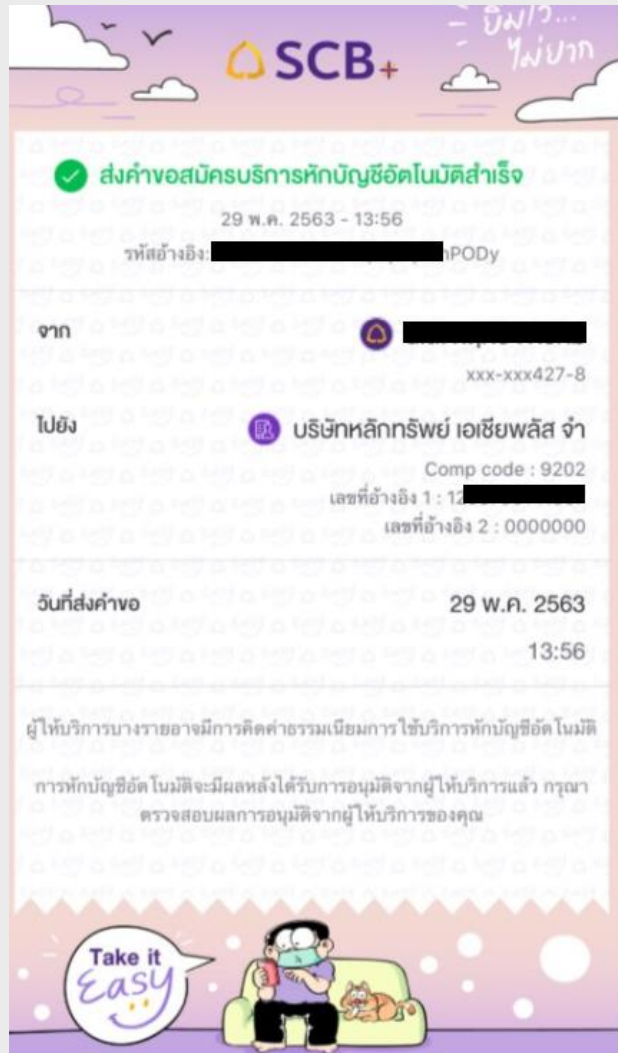 ยิ้มไว้...
ไม่ยาก
SCB+
ส่งคำขอสมัครบริการหักบัญชีอัตโนมัติสำเร็จ
29 พ.ค. 2563 - 13:56
รหัสอ้างอิง: PODy
จาก
xxx-xxx427-8
ไปยัง
บริษัทหลักทรัพย์ เอเซียพลัส จำ
Comp code : 9202
เลขที่อ้างอิง 1 : 12
เลขที่อ้างอิง 2 : 0000000
วันที่ส่งคำขอ 29 พ.ค. 2563
13:56
ผู้ให้บริการบางรายอาจมีการคิดค่าธรรมเนียมการใช้บริการหักบัญชีอัตโนมัติ
การหักบัญชีอัตโนมัติจะมีผลหลังได้รับการอนุมัติจากผู้ให้บริการแล้ว กรุณา
ตรวจสอบผลการอนุมัติจากผู้ให้บริการของคุณ
Take it
Easy